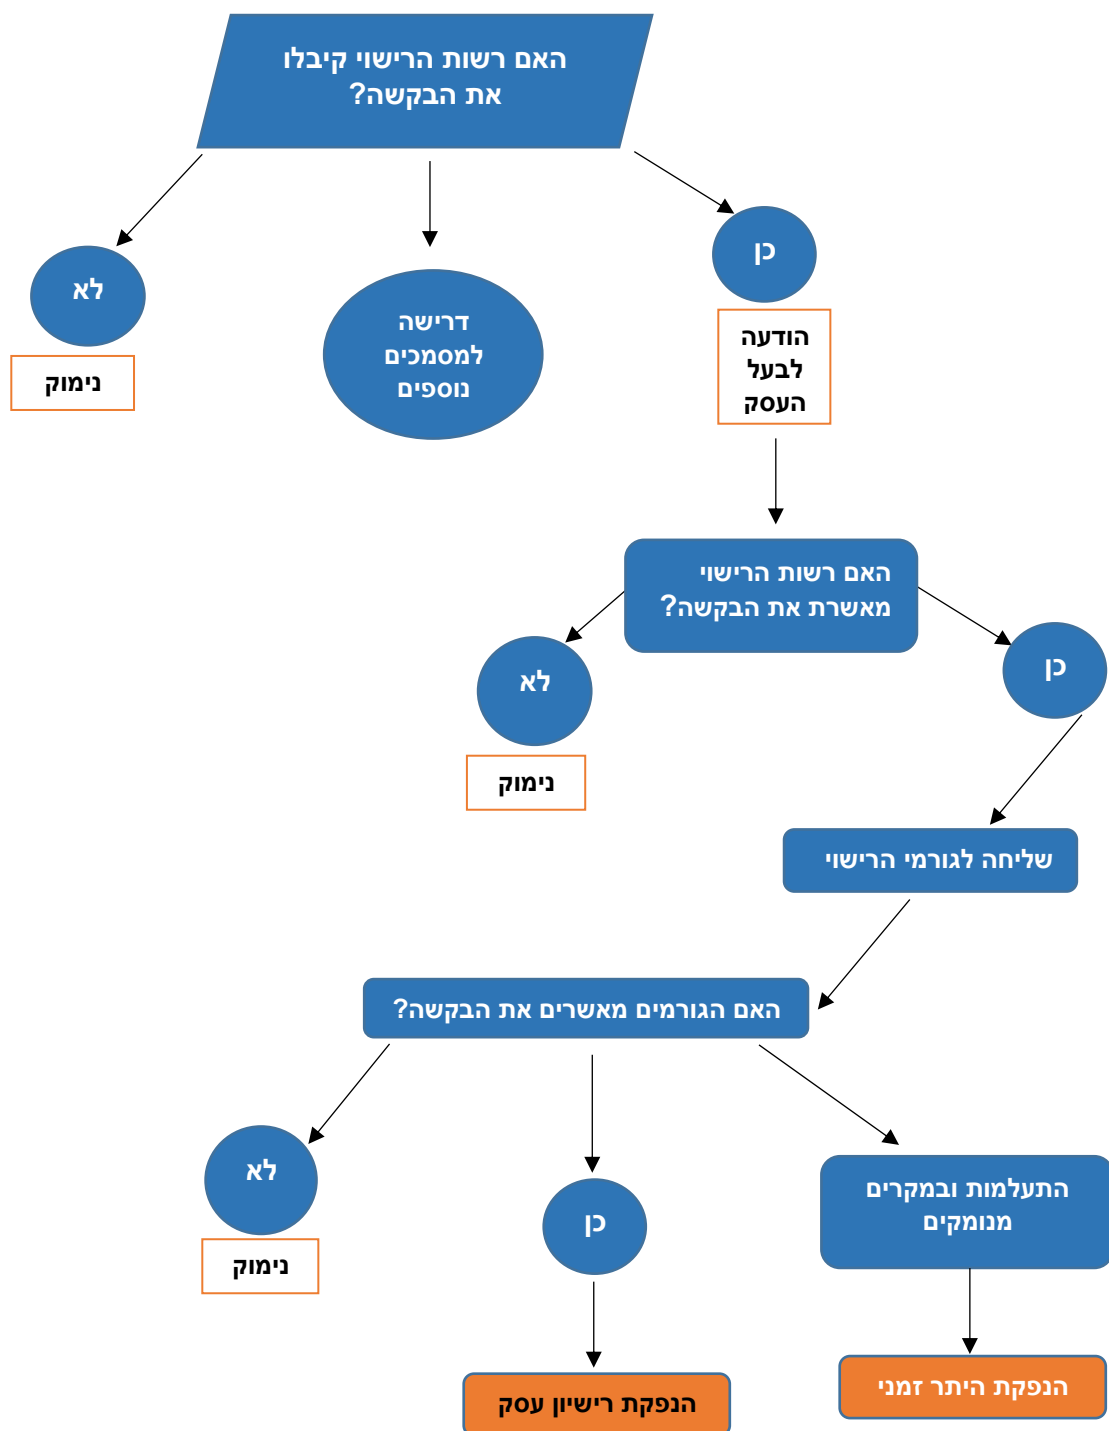 האם רשות הרישוי קיבלו
את הבקשה?
כן
הודעה
לבעל
העסק
דרישה
למסמכים
נוספים
לא
נימוק
האם רשות הרישוי
מאשרת את הבקשה?
כן
לא
נימוק
שליחה לגורמי הרישוי
האם הגורמים מאשרים את הבקשה?
התעלמות ובמקרים
מנומקים
כן
לא
נימוק
הנפקת היתר זמני
הנפקת רישיון עסק